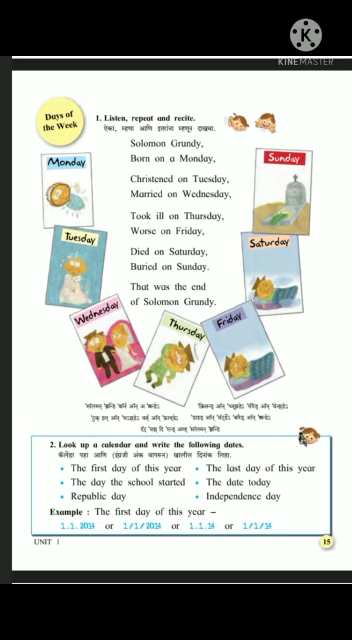 KINEMASTER
Days of
the Week
1. Listen, repeat and recite.
ऐका, म्हणा आणि इतरांना म्हणून दाखवा.
Solomon Grundy,
Born on a Monday,
Christened on Tuesday,
Married on Wednesday,
Took ill on Thursday,
Worse on Friday,
Died on Saturday,
Buried on Sunday.
That was the end
of Solomon Grundy.
Monday
Tuesday
Wednesday
Thursday
Friday
Saturday
Sunday
2. Look up a calendar and write the following dates.
कॅलेंडर पहा आणि (इंग्रजी अंक वापरून) खालील दिनांक लिहा.
• The first day of this year • The last day of this year
• The day the school started • The date today
• Republic day • Independence day
Example : The first day of this year –
1.1.2014 or 1/1/2014 or 1.1.14 or 1/1/14
UNIT 1
15